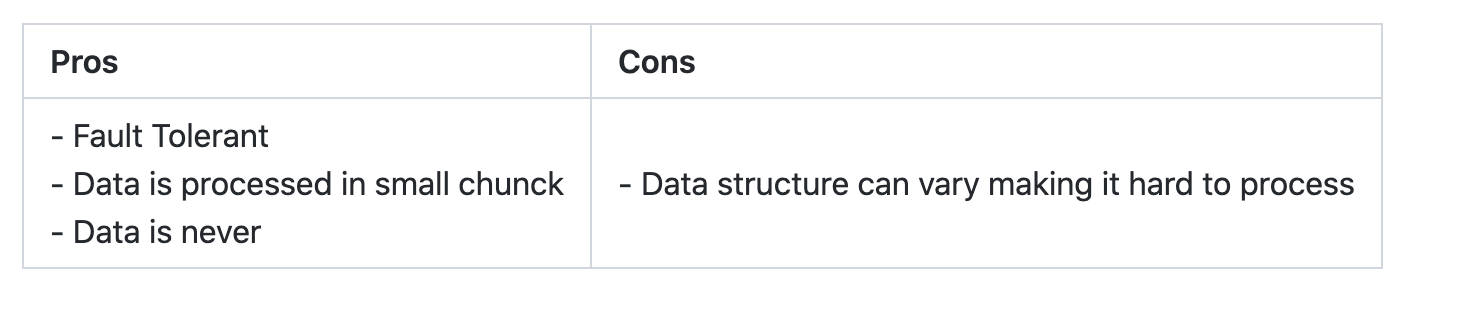 Pros
Cons
- Fault Tolerant
- Data is processed in small chunck
- Data is never
- Data structure can vary making it hard to process